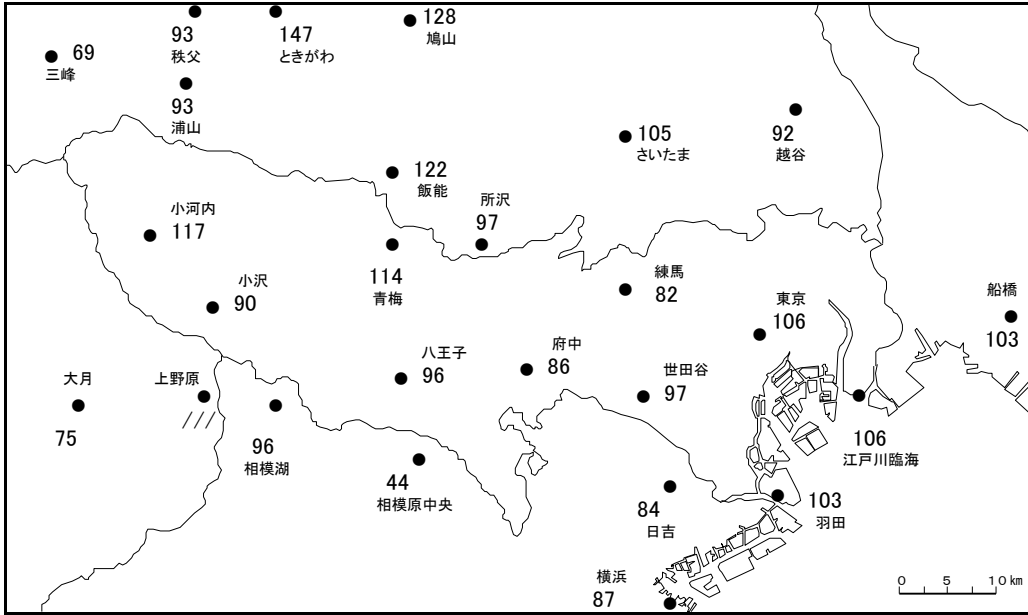 93
秩父
147
ときがわ
128
鳩山
69
三峰
93
浦山
105
さいたま
92
越谷
122
飯能
小河内
117
所沢
97
114
青梅
練馬
82
小沢
90
東京
106
船橋
103
大月
75
上野原
///
96
相模湖
八王子
96
府中
86
世田谷
97
106
江戸川臨海
44
相模原中央
84
日吉
103
羽田
横浜
87
0 5 10km